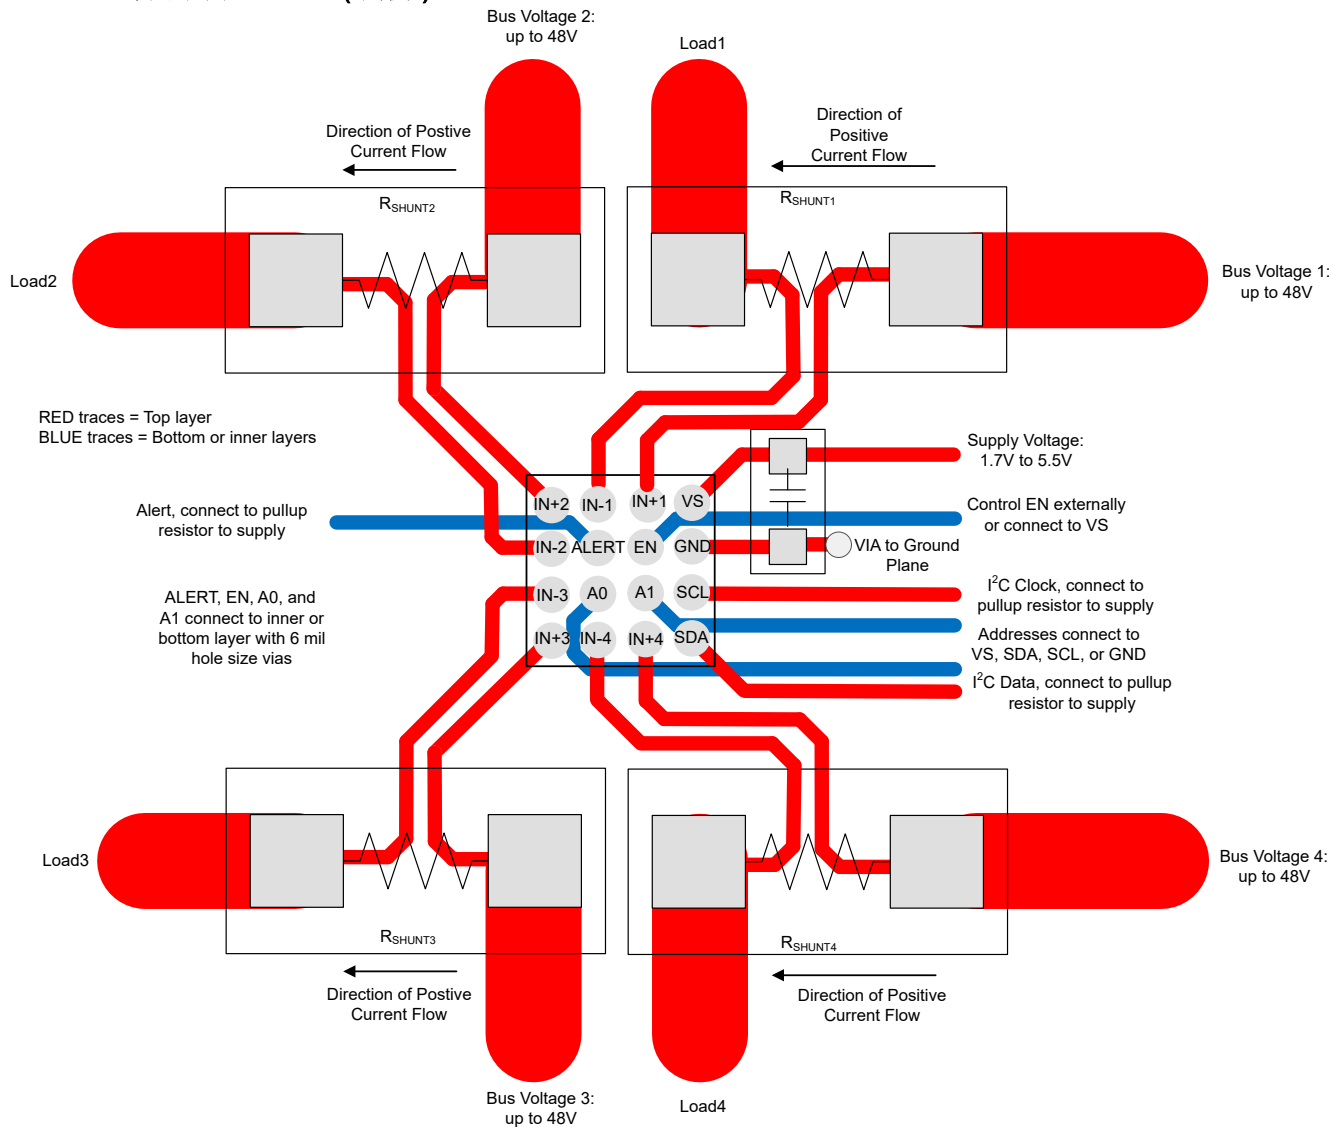 Bus Voltage 2:
up to 48V
Load1
Direction of Postive
Current Flow
Direction of
Positive
Current Flow
RSHUNT2
RSHUNT1
Load2
Bus Voltage 1:
up to 48V
RED traces = Top layer
BLUE traces = Bottom or inner layers
Supply Voltage:
1.7V to 5.5V
Alert, connect to pullup
resistor to supply
Control EN externally
or connect to VS
IN+2 IN-1 IN+1 VS
IN-2 ALERT EN GND
VIA to Ground
Plane
IN-3 A0 A1 SCL
IN+3 IN-4 IN+4 SDA
ALERT, EN, A0, and
A1 connect to inner or
bottom layer with 6 mil
hole size vias
I2C Clock, connect to
pullup resistor to supply
Addresses connect to
VS, SDA, SCL, or GND
I2C Data, connect to pullup
resistor to supply
Load3
Bus Voltage 4:
up to 48V
RSHUNT3
RSHUNT4
Direction of Postive
Current Flow
Direction of Positive
Current Flow
Bus Voltage 3:
up to 48V
Load4